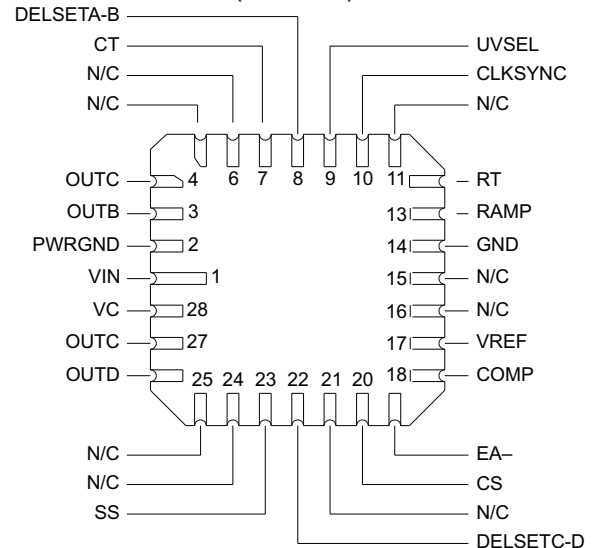 DELSETA-B
CT
UVSEL
N/C
CLKSYNC
N/C
N/C
OUTC 4 6 7 8 9 10 11 RT
OUTB 3 13 RAMP
PWRGND 2 14 GND
VIN 1 15 N/C
VC 28 16 N/C
OUTC 27 17 VREF
OUTD 25 24 23 22 21 20 18 COMP
N/C
EA–
N/C
CS
SS
N/C
DELSETC-D